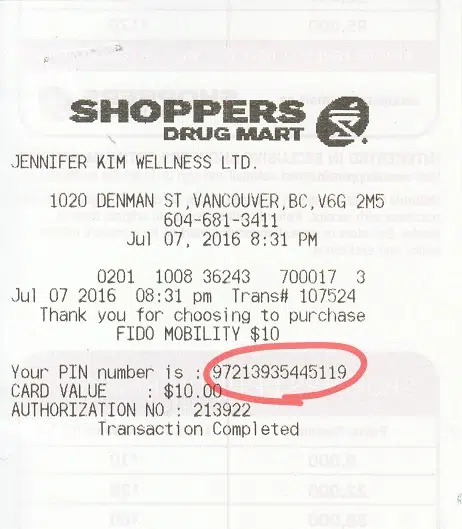 SHOPPERS
DRUG MART
JENNIFER KIM WELLNESS LTD.
1020 DENMAN ST,VANCOUVER,BC,V6G 2M5
604-681-3411
Jul 07, 2016 8:31 PM
0201 1008 36243 700017 3
Jul 07 2016 08:31 pm Trans# 107524
Thank you for choosing to purchase
FIDO MOBILITY $10
Your PIN number is : 97213935445119
CARD VALUE : $10.00
AUTHORIZATION NO : 213922
Transaction Completed